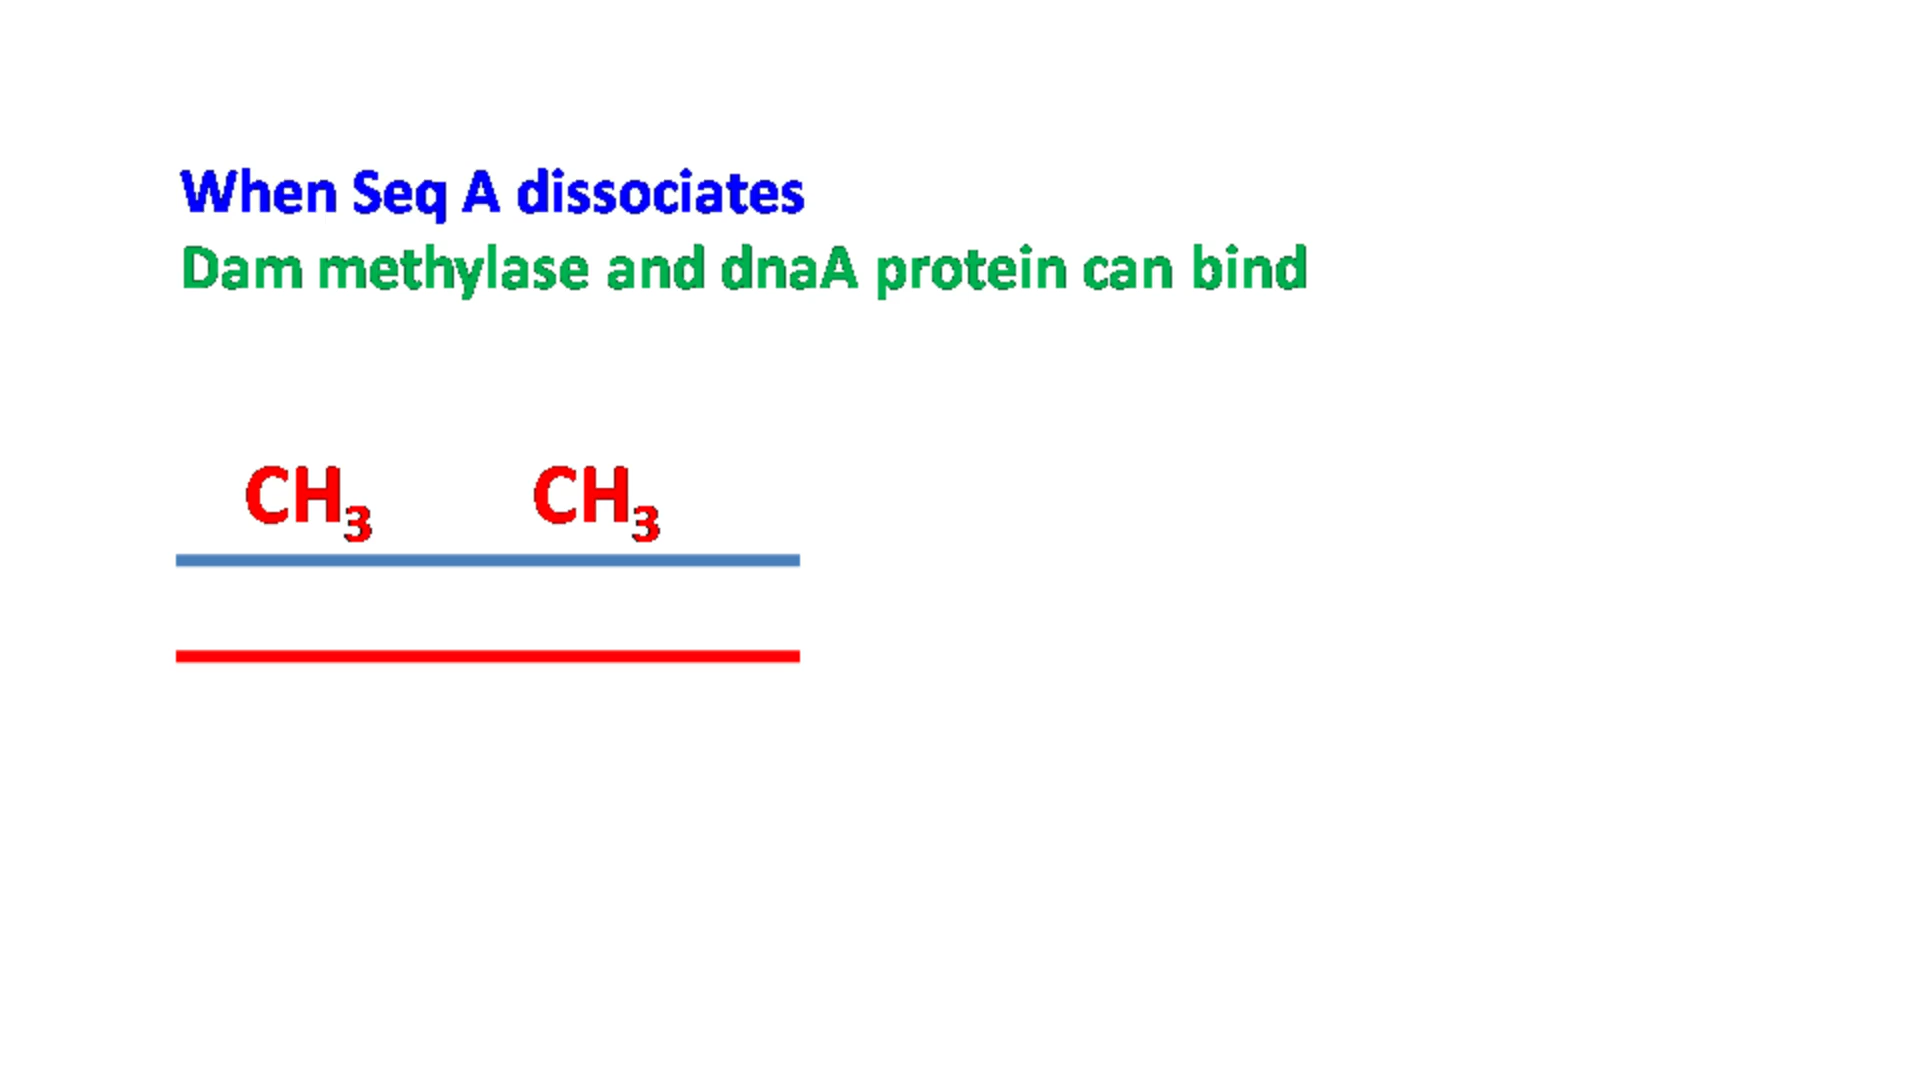 When Seq A dissociates
Dam methylase and dnaA protein can bind
CH₃ CH₃